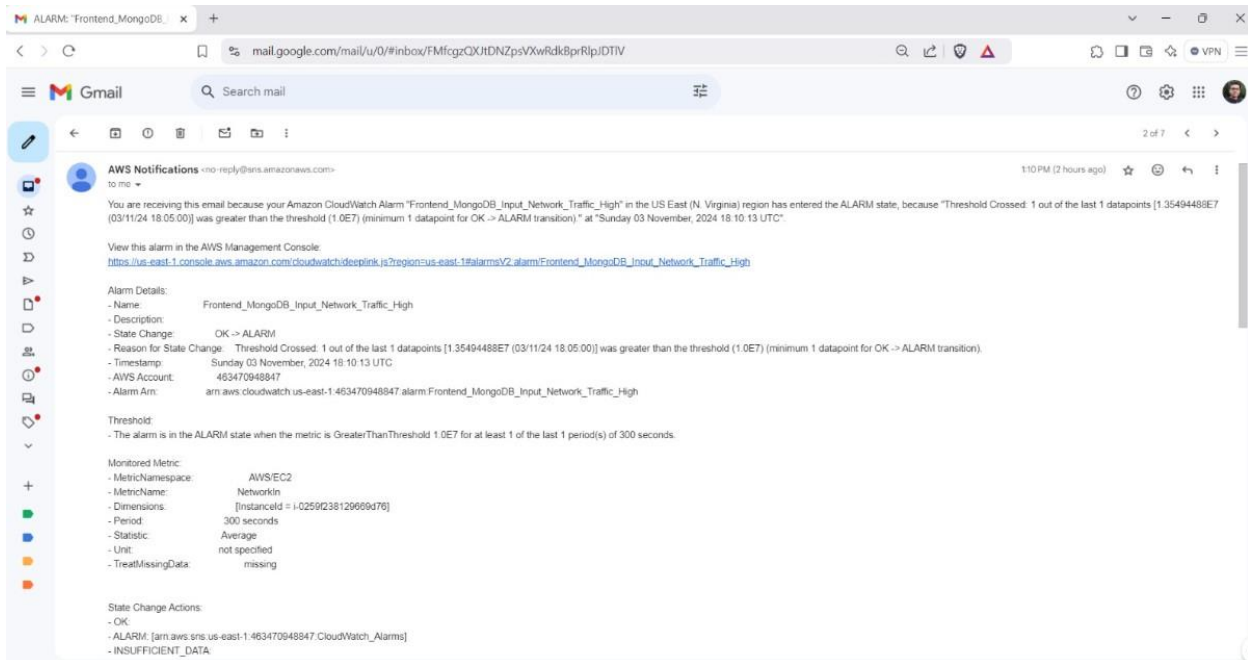 ALARM: "Frontend_MongoDB_
mail.google.com/mail/u/0/#inbox/FMfcgzQXJtDNZpsVXwRdkBprRlpJDTlV
VPN
Gmail
Search mail
2 of 7
AWS Notifications <no-reply@sns.amazonaws.com>
1:10 PM (2 hours ago)
to me
You are receiving this email because your Amazon CloudWatch Alarm "Frontend_MongoDB_Input_Network_Traffic_High" in the US East (N. Virginia) region has entered the ALARM state, because "Threshold Crossed: 1 out of the last 1 datapoints [1.35494488E7
(03/11/24 18:05:00)] was greater than the threshold (1.0E7) (minimum 1 datapoint for OK -> ALARM transition)." at "Sunday 03 November, 2024 18:10:13 UTC".
View this alarm in the AWS Management Console:
https://us-east-1.console.aws.amazon.com/cloudwatch/deeplink.js?region=us-east-1#alarmsV2:alarm/Frontend_MongoDB_Input_Network_Traffic_High
Alarm Details:
- Name: Frontend_MongoDB_Input_Network_Traffic_High
- Description:
- State Change: OK -> ALARM
- Reason for State Change: Threshold Crossed: 1 out of the last 1 datapoints [1.35494488E7 (03/11/24 18:05:00)] was greater than the threshold (1.0E7) (minimum 1 datapoint for OK -> ALARM transition).
- Timestamp: Sunday 03 November, 2024 18:10:13 UTC
- AWS Account: 463470948847
- Alarm Arn: arn:aws:cloudwatch:us-east-1:463470948847:alarm:Frontend_MongoDB_Input_Network_Traffic_High
Threshold:
- The alarm is in the ALARM state when the metric is GreaterThanThreshold 1.0E7 for at least 1 of the last 1 period(s) of 300 seconds.
Monitored Metric:
- MetricNamespace: AWS/EC2
- MetricName: NetworkIn
- Dimensions: [InstanceId = i-0259f238129669d76]
- Period: 300 seconds
- Statistic: Average
- Unit: not specified
- TreatMissingData: missing
State Change Actions:
- OK:
- ALARM: [arn:aws:sns:us-east-1:463470948847:CloudWatch_Alarms]
- INSUFFICIENT_DATA: